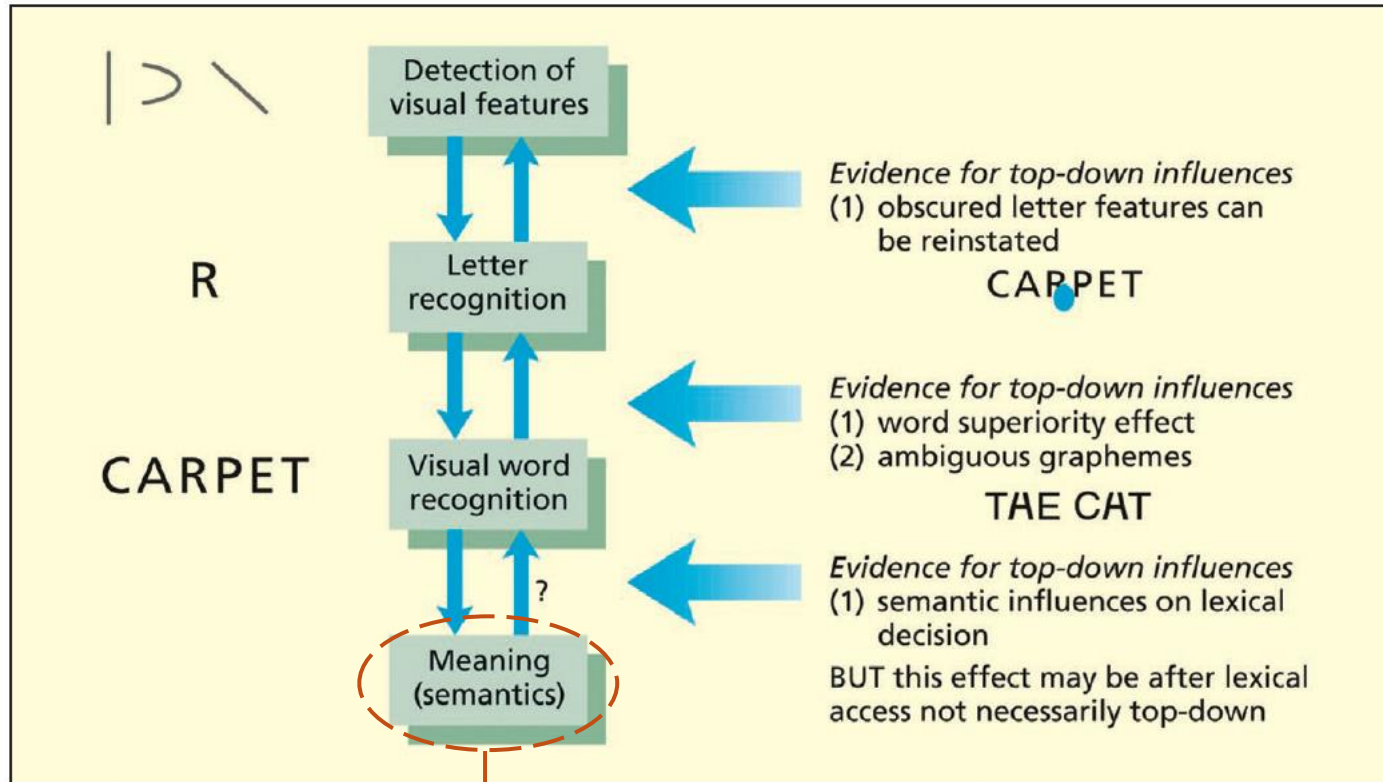 Detection of
visual features
Evidence for top-down influences
(1) obscured letter features can
be reinstated
R
Letter
recognition
CARPET
Evidence for top-down influences
(1) word superiority effect
(2) ambiguous graphemes
CARPET
Visual word
recognition
THE CAT
?
Evidence for top-down influences
(1) semantic influences on lexical
decision
Meaning
(semantics)
BUT this effect may be after lexical
access not necessarily top-down